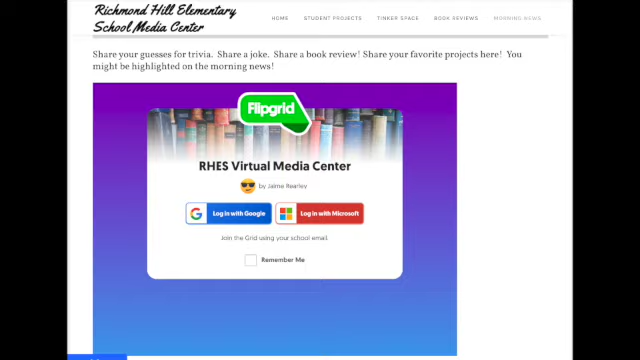 Richmond Hill Elementary
School Media Center
HOME STUDENT PROJECTS TINKER SPACE BOOK REVIEWS MORNING NEWS
Share your guesses for trivia. Share a joke. Share a book review! Share your favorite projects here! You
might be highlighted on the morning news!
Flipgrid
RHES Virtual Media Center
by Jaime Rearley
Log in with Google Log in with Microsoft
Join the Grid using your school email.
Remember Me